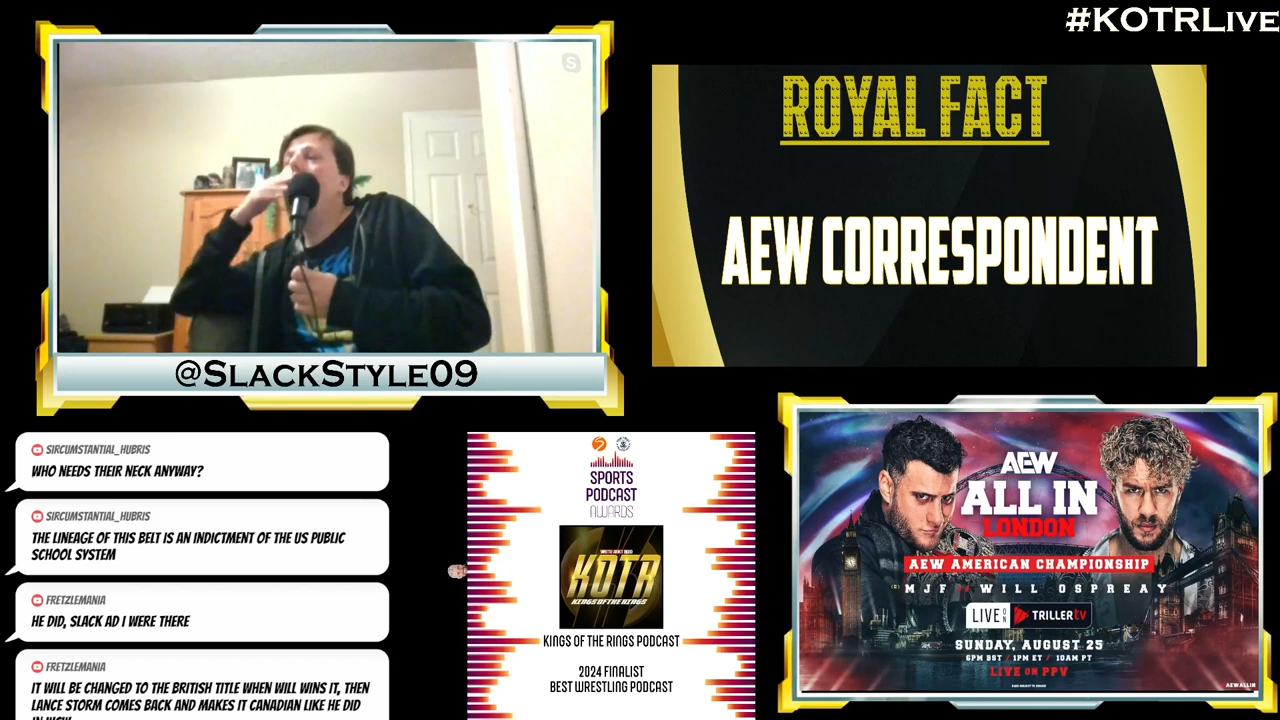 #KOTRLive
ROYAL FACT
AEW CORRESPONDENT
@SlackStyle09
SIRCUMSTANTIAL_HUBRIS
WHO NEEDS THEIR NECK ANYWAY?
SIRCUMSTANTIAL_HUBRIS
THE LINEAGE OF THIS BELT IS AN INDICTMENT OF THE US PUBLIC
SCHOOL SYSTEM
FRETZLEMANIA
HE DID, SLACK AD I WERE THERE
FRETZLEMANIA
IT WILL BE CHANGED TO THE BRITISH TITLE WHEN WILL WINS IT, THEN
LANCE STORM COMES BACK AND MAKES IT CANADIAN LIKE HE DID
SPORTS
PODCAST
AWARDS
KOTR
KINGS OF THE RINGS
KINGS OF THE RINGS PODCAST
2024 FINALIST
BEST WRESTLING PODCAST
AEW
ALL IN
LONDON
AEW AMERICAN CHAMPIONSHIP
MJF WILL OSPREAY
LIVE ON TRILLERTV
SUNDAY, AUGUST 25
6PM BST / 1PM ET / 10AM PT
LIVE ON PPV
#AEWALLIN